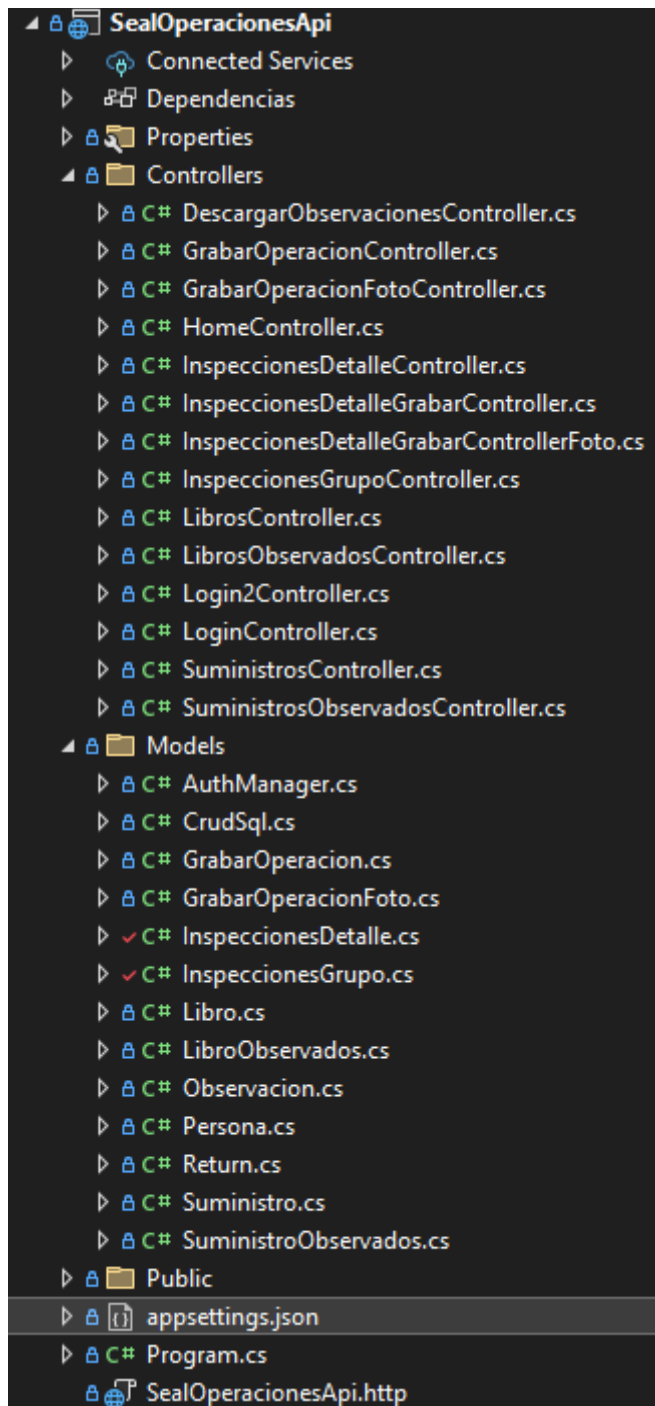 SealOperacionesApi
Connected Services
Dependencias
Properties
Controllers
C# DescargarObservacionesController.cs
C# GrabarOperacionController.cs
C# GrabarOperacionFotoController.cs
C# HomeController.cs
C# InspeccionesDetalleController.cs
C# InspeccionesDetalleGrabarController.cs
C# InspeccionesDetalleGrabarControllerFoto.cs
C# InspeccionesGrupoController.cs
C# LibrosController.cs
C# LibrosObservadosController.cs
C# Login2Controller.cs
C# LoginController.cs
C# SuministrosController.cs
C# SuministrosObservadosController.cs
Models
C# AuthManager.cs
C# CrudSql.cs
C# GrabarOperacion.cs
C# GrabarOperacionFoto.cs
C# InspeccionesDetalle.cs
C# InspeccionesGrupo.cs
C# Libro.cs
C# LibroObservados.cs
C# Observacion.cs
C# Persona.cs
C# Return.cs
C# Suministro.cs
C# SuministroObservados.cs
Public
appsettings.json
C# Program.cs
SealOperacionesApi.http